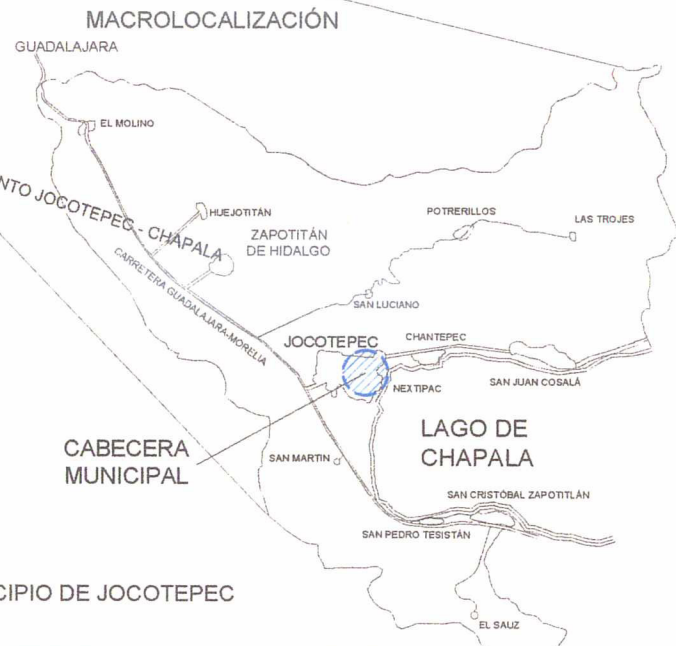 MACROLOCALIZACIÓN
GUADALAJARA
EL MOLINO
NTO JOCOTEPEC - CHAPALA
HUEJOTITÁN
ZAPOTITÁN
DE HIDALGO
POTRERILLOS
LAS TROJES
CARRETERA GUADALAJARA-MORELIA
SAN LUCIANO
JOCOTEPEC
CHANTEPEC
NEXTIPAC
SAN JUAN COSALÁ
CABECERA
MUNICIPAL
SAN MARTIN
LAGO DE
CHAPALA
SAN CRISTÓBAL ZAPOTITLÁN
SAN PEDRO TESISTÁN
CIPIO DE JOCOTEPEC
EL SAUZ